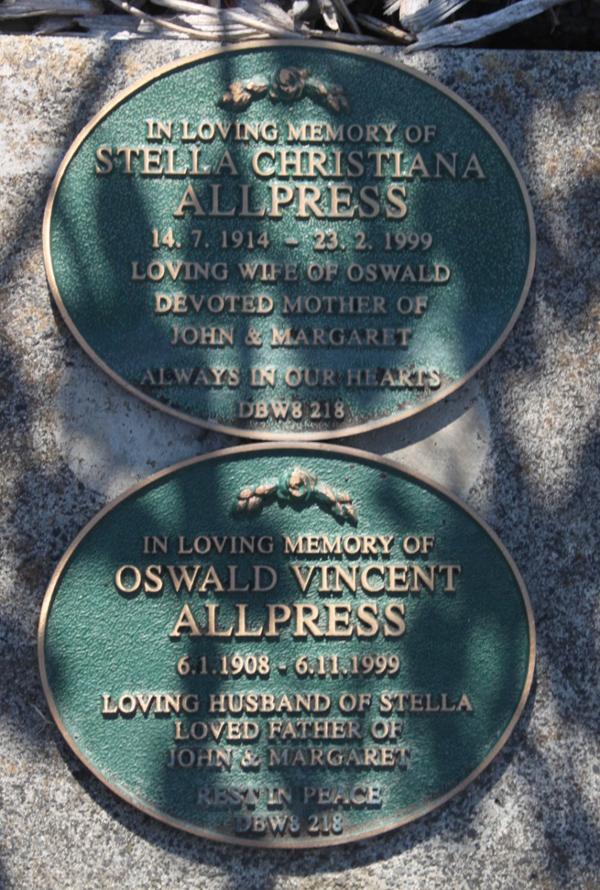 IN LOVING MEMORY OF
STELLA CHRISTIANA
ALLPRESS
14. 7. 1914 - 23. 2. 1999
LOVING WIFE OF OSWALD
DEVOTED MOTHER OF
JOHN & MARGARET
ALWAYS IN OUR HEARTS
DBW8 218
IN LOVING MEMORY OF
OSWALD VINCENT
ALLPRESS
6.1.1908 - 6.11.1999
LOVING HUSBAND OF STELLA
LOVED FATHER OF
JOHN & MARGARET
REST IN PEACE
DBW8 218